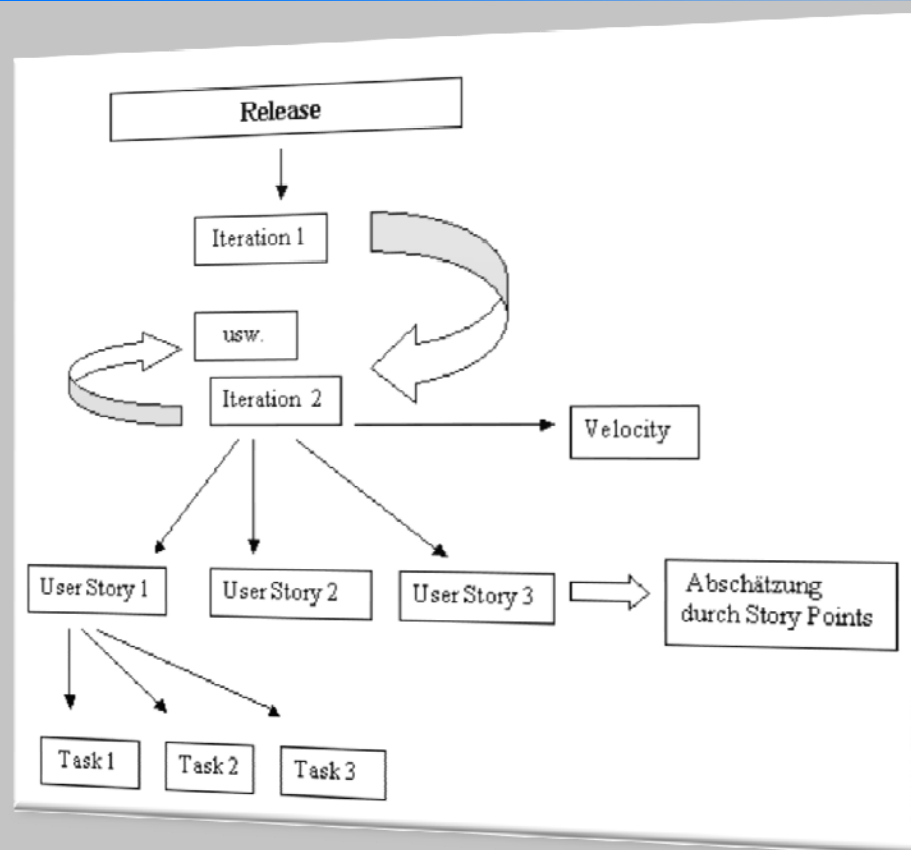 Release
Iteration 1
usw.
Iteration 2
Velocity
User Story 1
User Story 2
User Story 3
Abschätzung
durch Story Points
Task 1
Task 2
Task 3